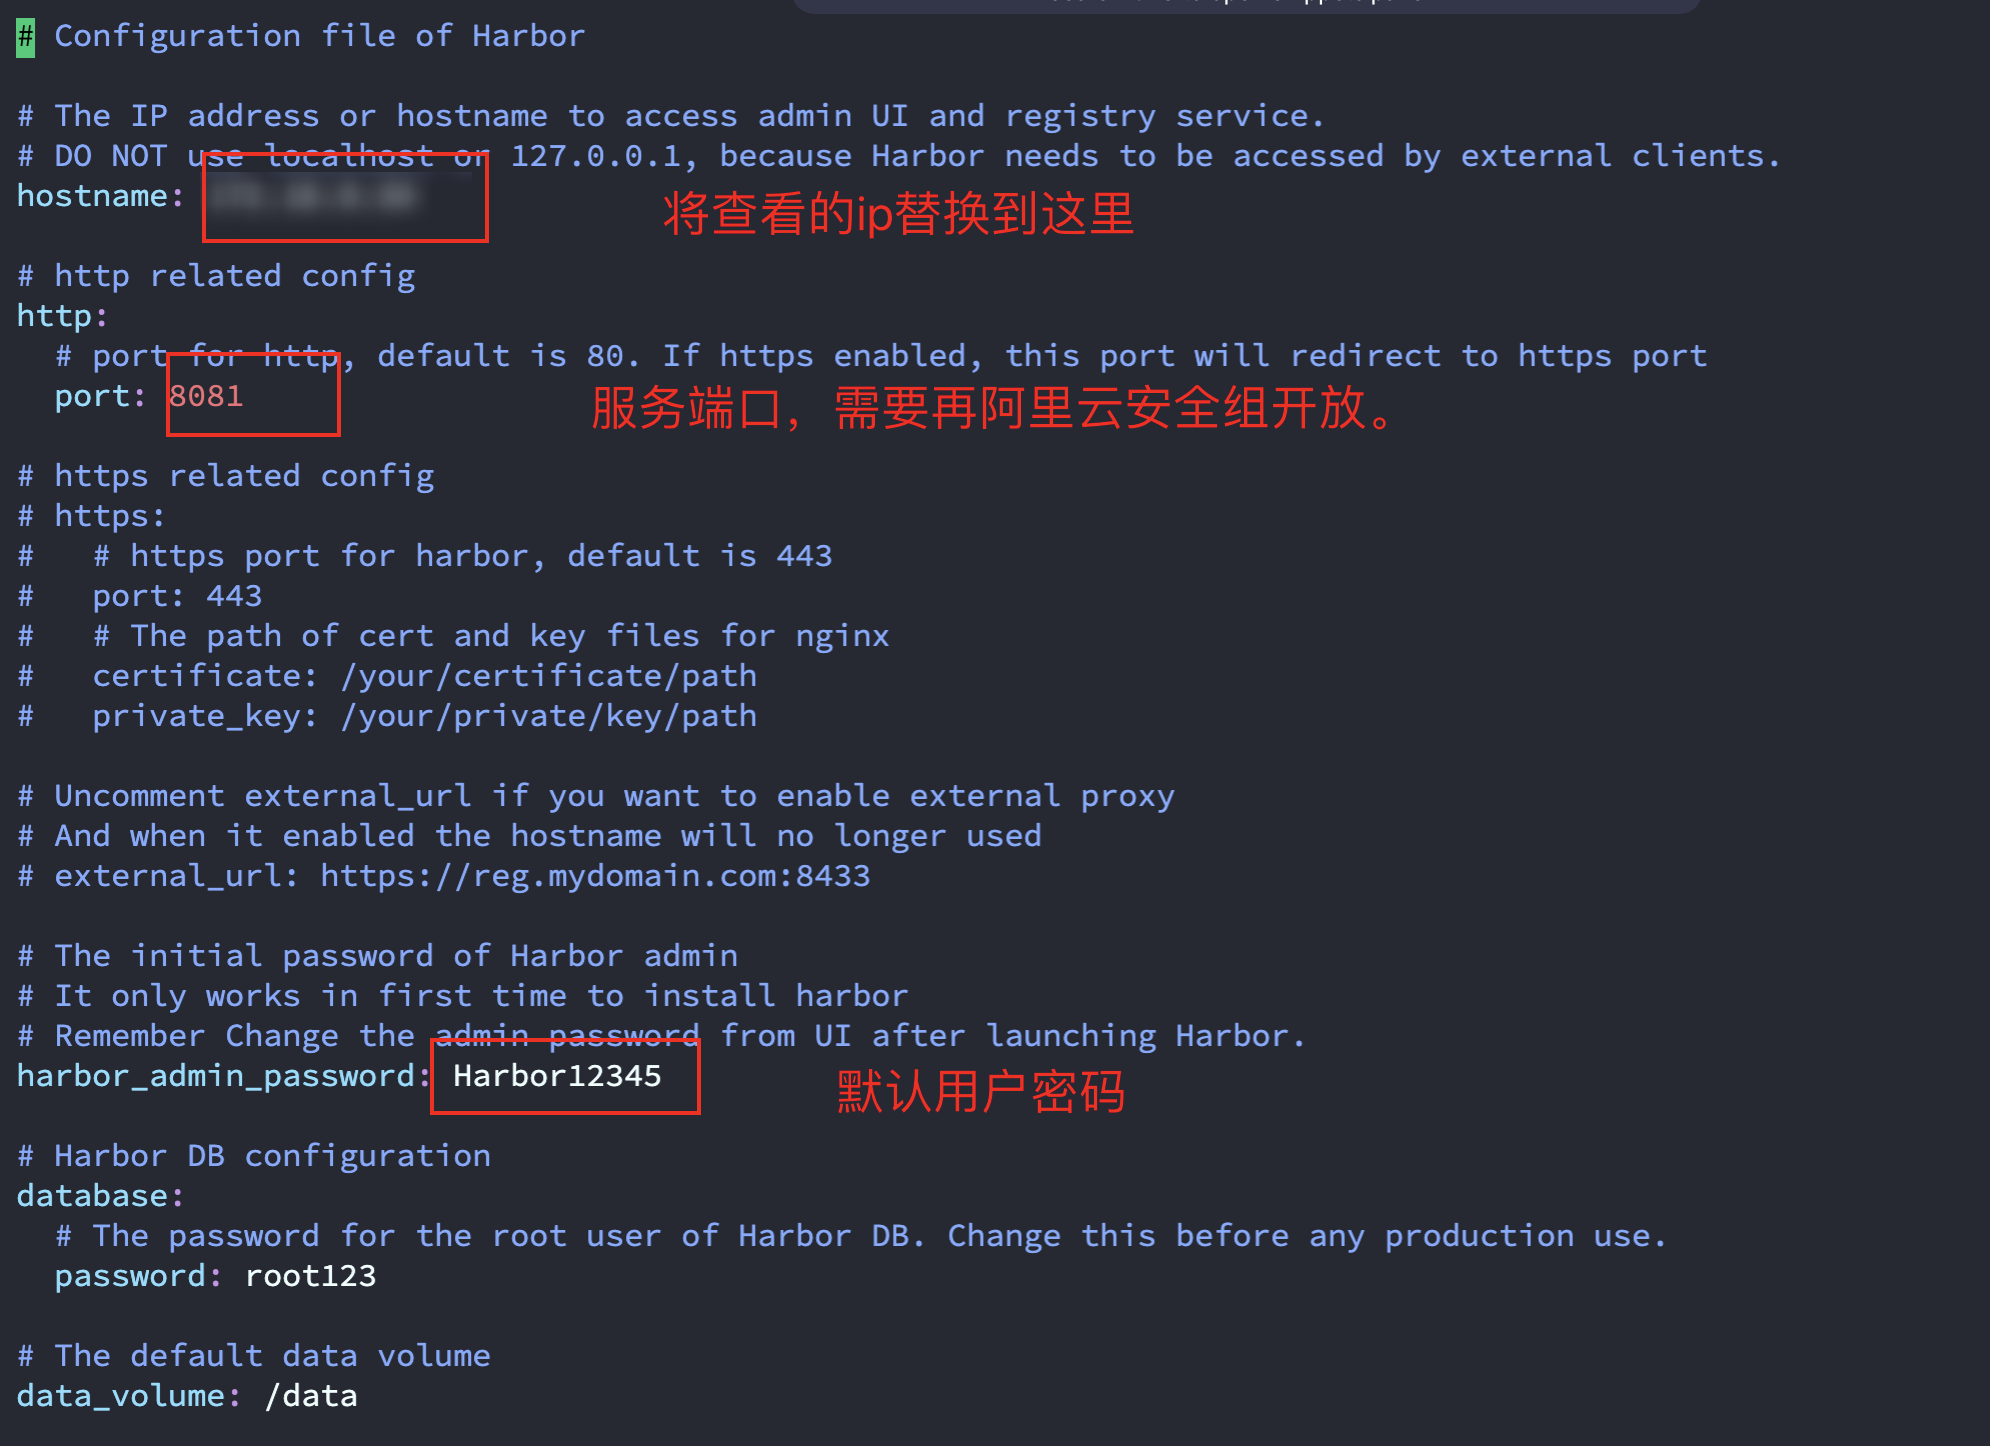 # Configuration file of Harbor
# The IP address or hostname to access admin UI and registry service.
# DO NOT use localhost or 127.0.0.1, because Harbor needs to be accessed by external clients.
hostname:
将查看的ip替换到这里
# http related config
http:
  # port for http, default is 80. If https enabled, this port will redirect to https port
  port: 8081
服务端口，需要再阿里云安全组开放。
# https related config
# https:
#   # https port for harbor, default is 443
#   port: 443
#   # The path of cert and key files for nginx
#   certificate: /your/certificate/path
#   private_key: /your/private/key/path
# Uncomment external_url if you want to enable external proxy
# And when it enabled the hostname will no longer used
# external_url: https://reg.mydomain.com:8433
# The initial password of Harbor admin
# It only works in first time to install harbor
# Remember Change the admin password from UI after launching Harbor.
harbor_admin_password: Harbor12345
默认用户密码
# Harbor DB configuration
database:
  # The password for the root user of Harbor DB. Change this before any production use.
  password: root123
# The default data volume
data_volume: /data